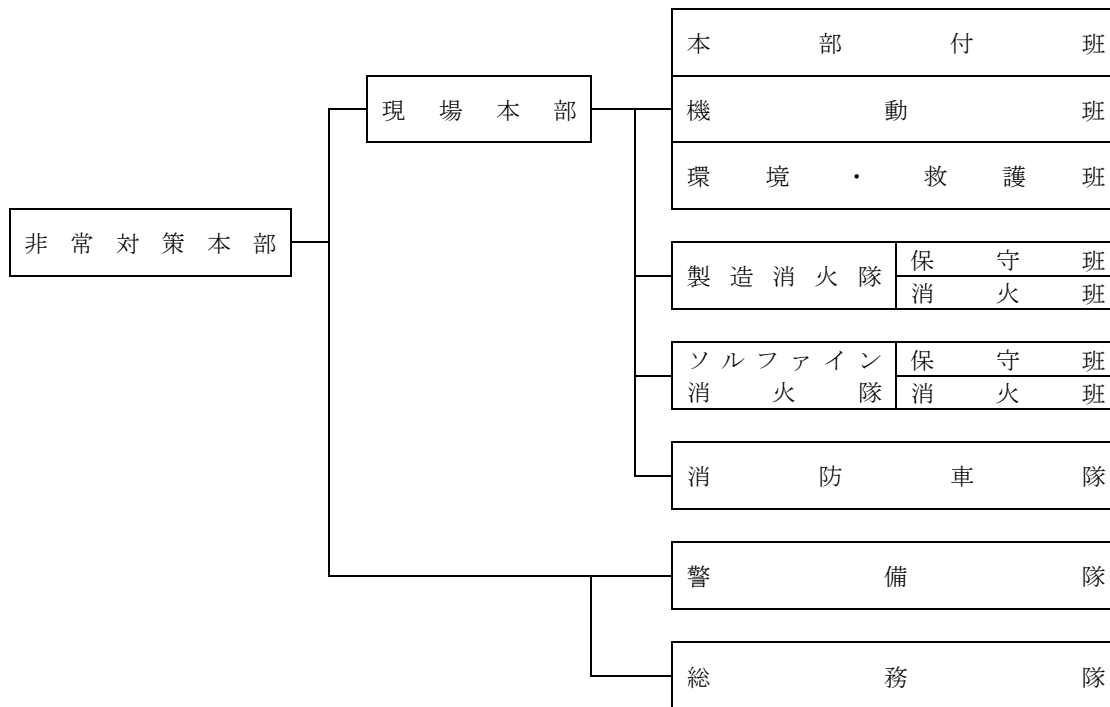 本部付班
現場本部
機動班
環境・救護班
非常対策本部
製造消火隊
保守班
消火班
ソルファイン
消火隊
保守班
消火班
消防車隊
警備隊
総務隊